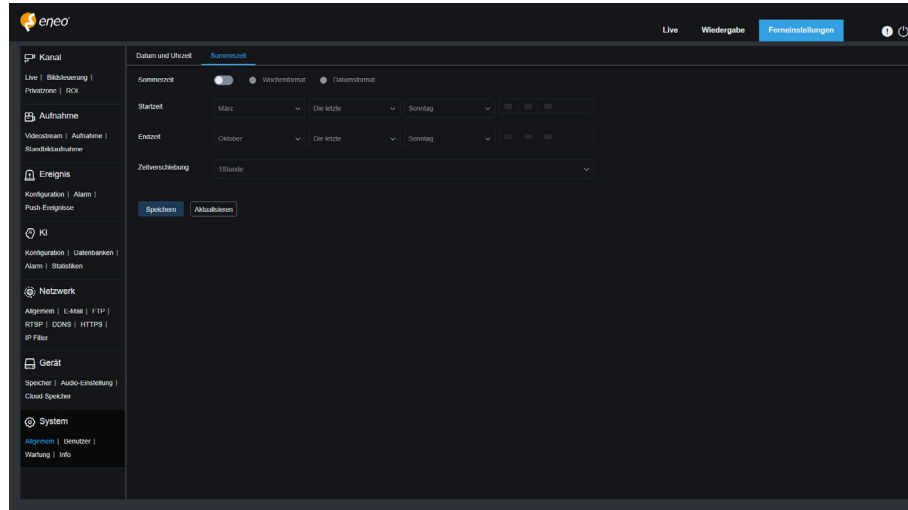 eneo
Live Wiedergabe Ferneinstellungen
Kanal
Live | Bildsteuerung |
Privatzone | ROI
Aufnahme
Videostream | Aufnahme |
Standbildaufnahme
Ereignis
Konfiguration | Alarm |
Push-Ereignisse
KI
Konfiguration | Datenbanken |
Alarm | Statistiken
Netzwerk
Allgemein | E-Mail | FTP |
RTSP | DDNS | HTTPS |
IP Filter
Gerät
Speicher | Audio-Einstellung |
Cloud-Speicher
System
Allgemein | Benutzer |
Wartung | Info
Datum und Uhrzeit Sommerzeit
Sommerzeit Wochenformat Datumsformat
Startzeit März Die letzte Sonntag 02 : 00 : 00
Endzeit Oktober Die letzte Sonntag 03 : 00 : 00
Zeitverschiebung 1Stunde
Speichern Aktualisieren